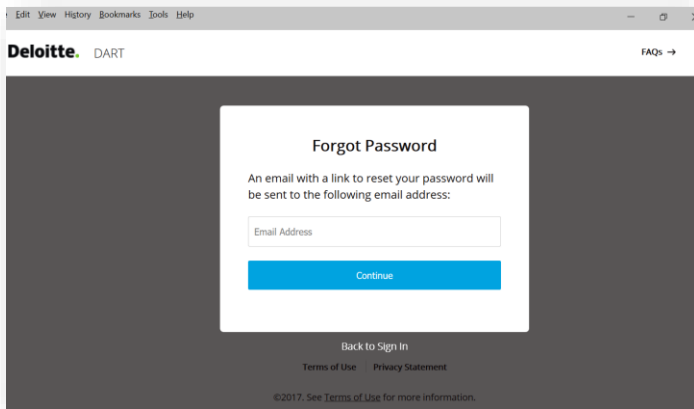 Edit View History Bookmarks Tools Help
Deloitte. DART
FAQs →
Forgot Password
An email with a link to reset your password will
be sent to the following email address:
Email Address
Continue
Back to Sign In
Terms of Use | Privacy Statement
©2017. See Terms of Use for more information.